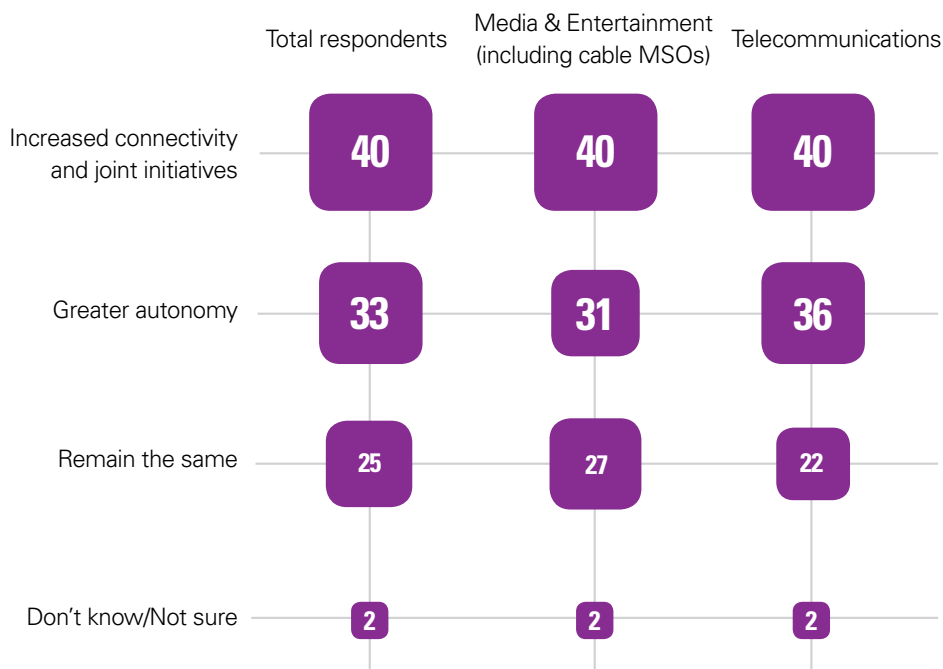 Total respondents
Media & Entertainment
(including cable MSOs)
Telecommunications
Increased connectivity
and joint initiatives
40
40
40
Greater autonomy
33
31
36
Remain the same
25
27
22
Don't know/Not sure
2
2
2